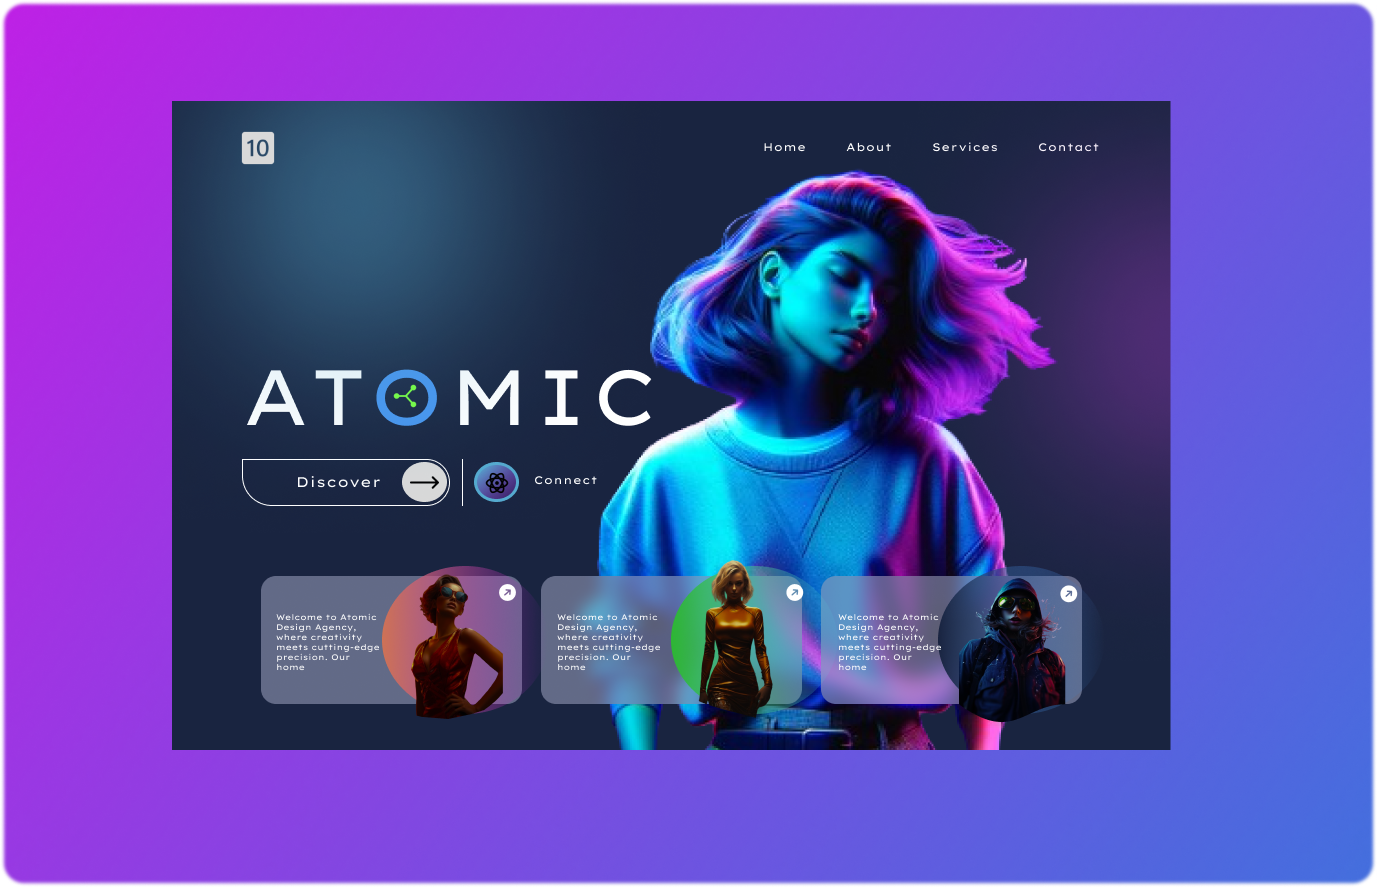 10
Home About Services Contact
ATOMIC
Discover
Connect
Welcome to Atomic
Design Agency,
where creativity
meets cutting-edge
precision. Our
home
Welcome to Atomic
Design Agency,
where creativity
meets cutting-edge
precision. Our
home
Welcome to Atomic
Design Agency,
where creativity
meets cutting-edge
precision. Our
home